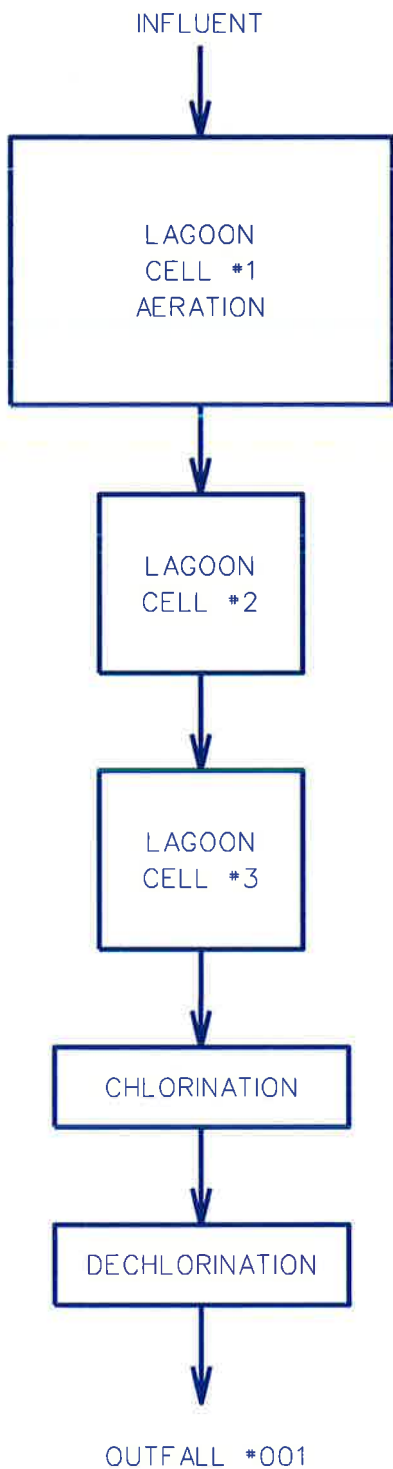 INFLUENT
LAGOON
CELL #1
AERATION
LAGOON
CELL #2
LAGOON
CELL #3
CHLORINATION
DECHLORINATION
OUTFALL #001